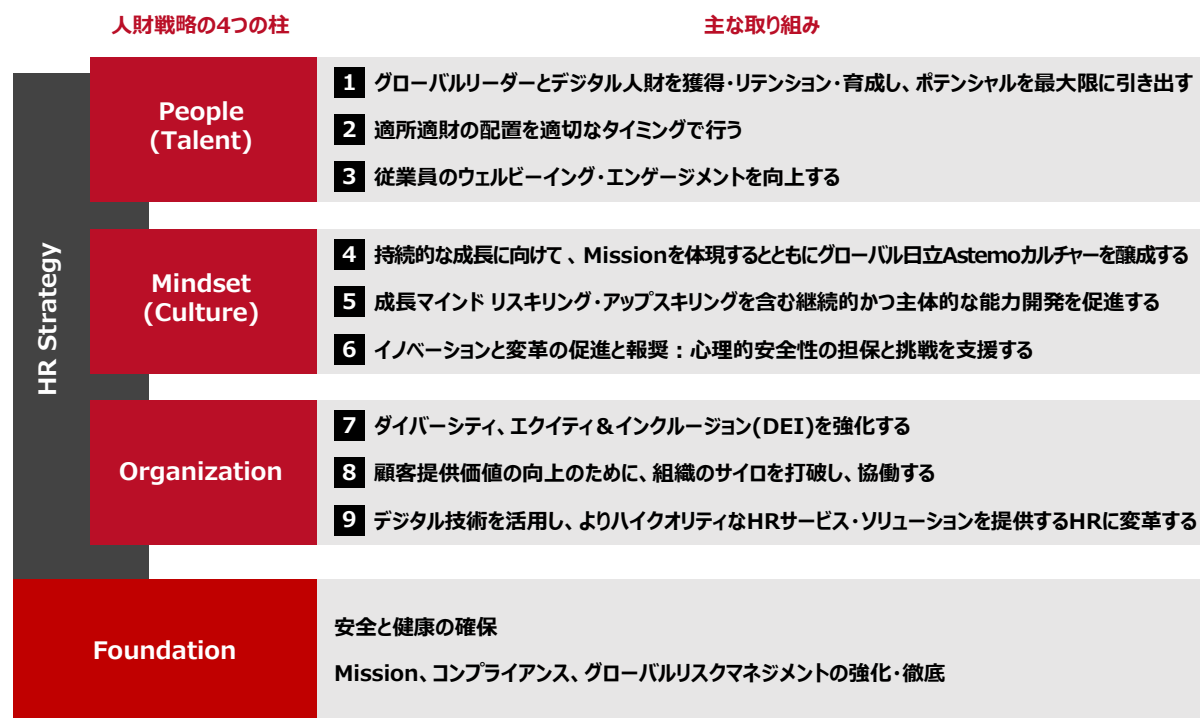 人財戦略の4つの柱
主な取り組み
HR Strategy
People
(Talent)
1 グローバルリーダーとデジタル人財を獲得・リテンション・育成し、ポテンシャルを最大限に引き出す
2 適所適財の配置を適切なタイミングで行う
3 従業員のウェルビーイング・エンゲージメントを向上する
Mindset
(Culture)
4 持続的な成長に向けて 、Missionを体現するとともにグローバル日立Astemoカルチャーを醸成する
5 成長マインド リスキリング・アップスキリングを含む継続的かつ主体的な能力開発を促進する
6 イノベーションと変革の促進と報奨：心理的安全性の担保と挑戦を支援する
Organization
7 ダイバーシティ、エクイティ＆インクルージョン(DEI)を強化する
8 顧客提供価値の向上のために、組織のサイロを打破し、協働する
9 デジタル技術を活用し、よりハイクオリティなHRサービス・ソリューションを提供するHRに変革する
Foundation
安全と健康の確保
Mission、コンプライアンス、グローバルリスクマネジメントの強化・徹底